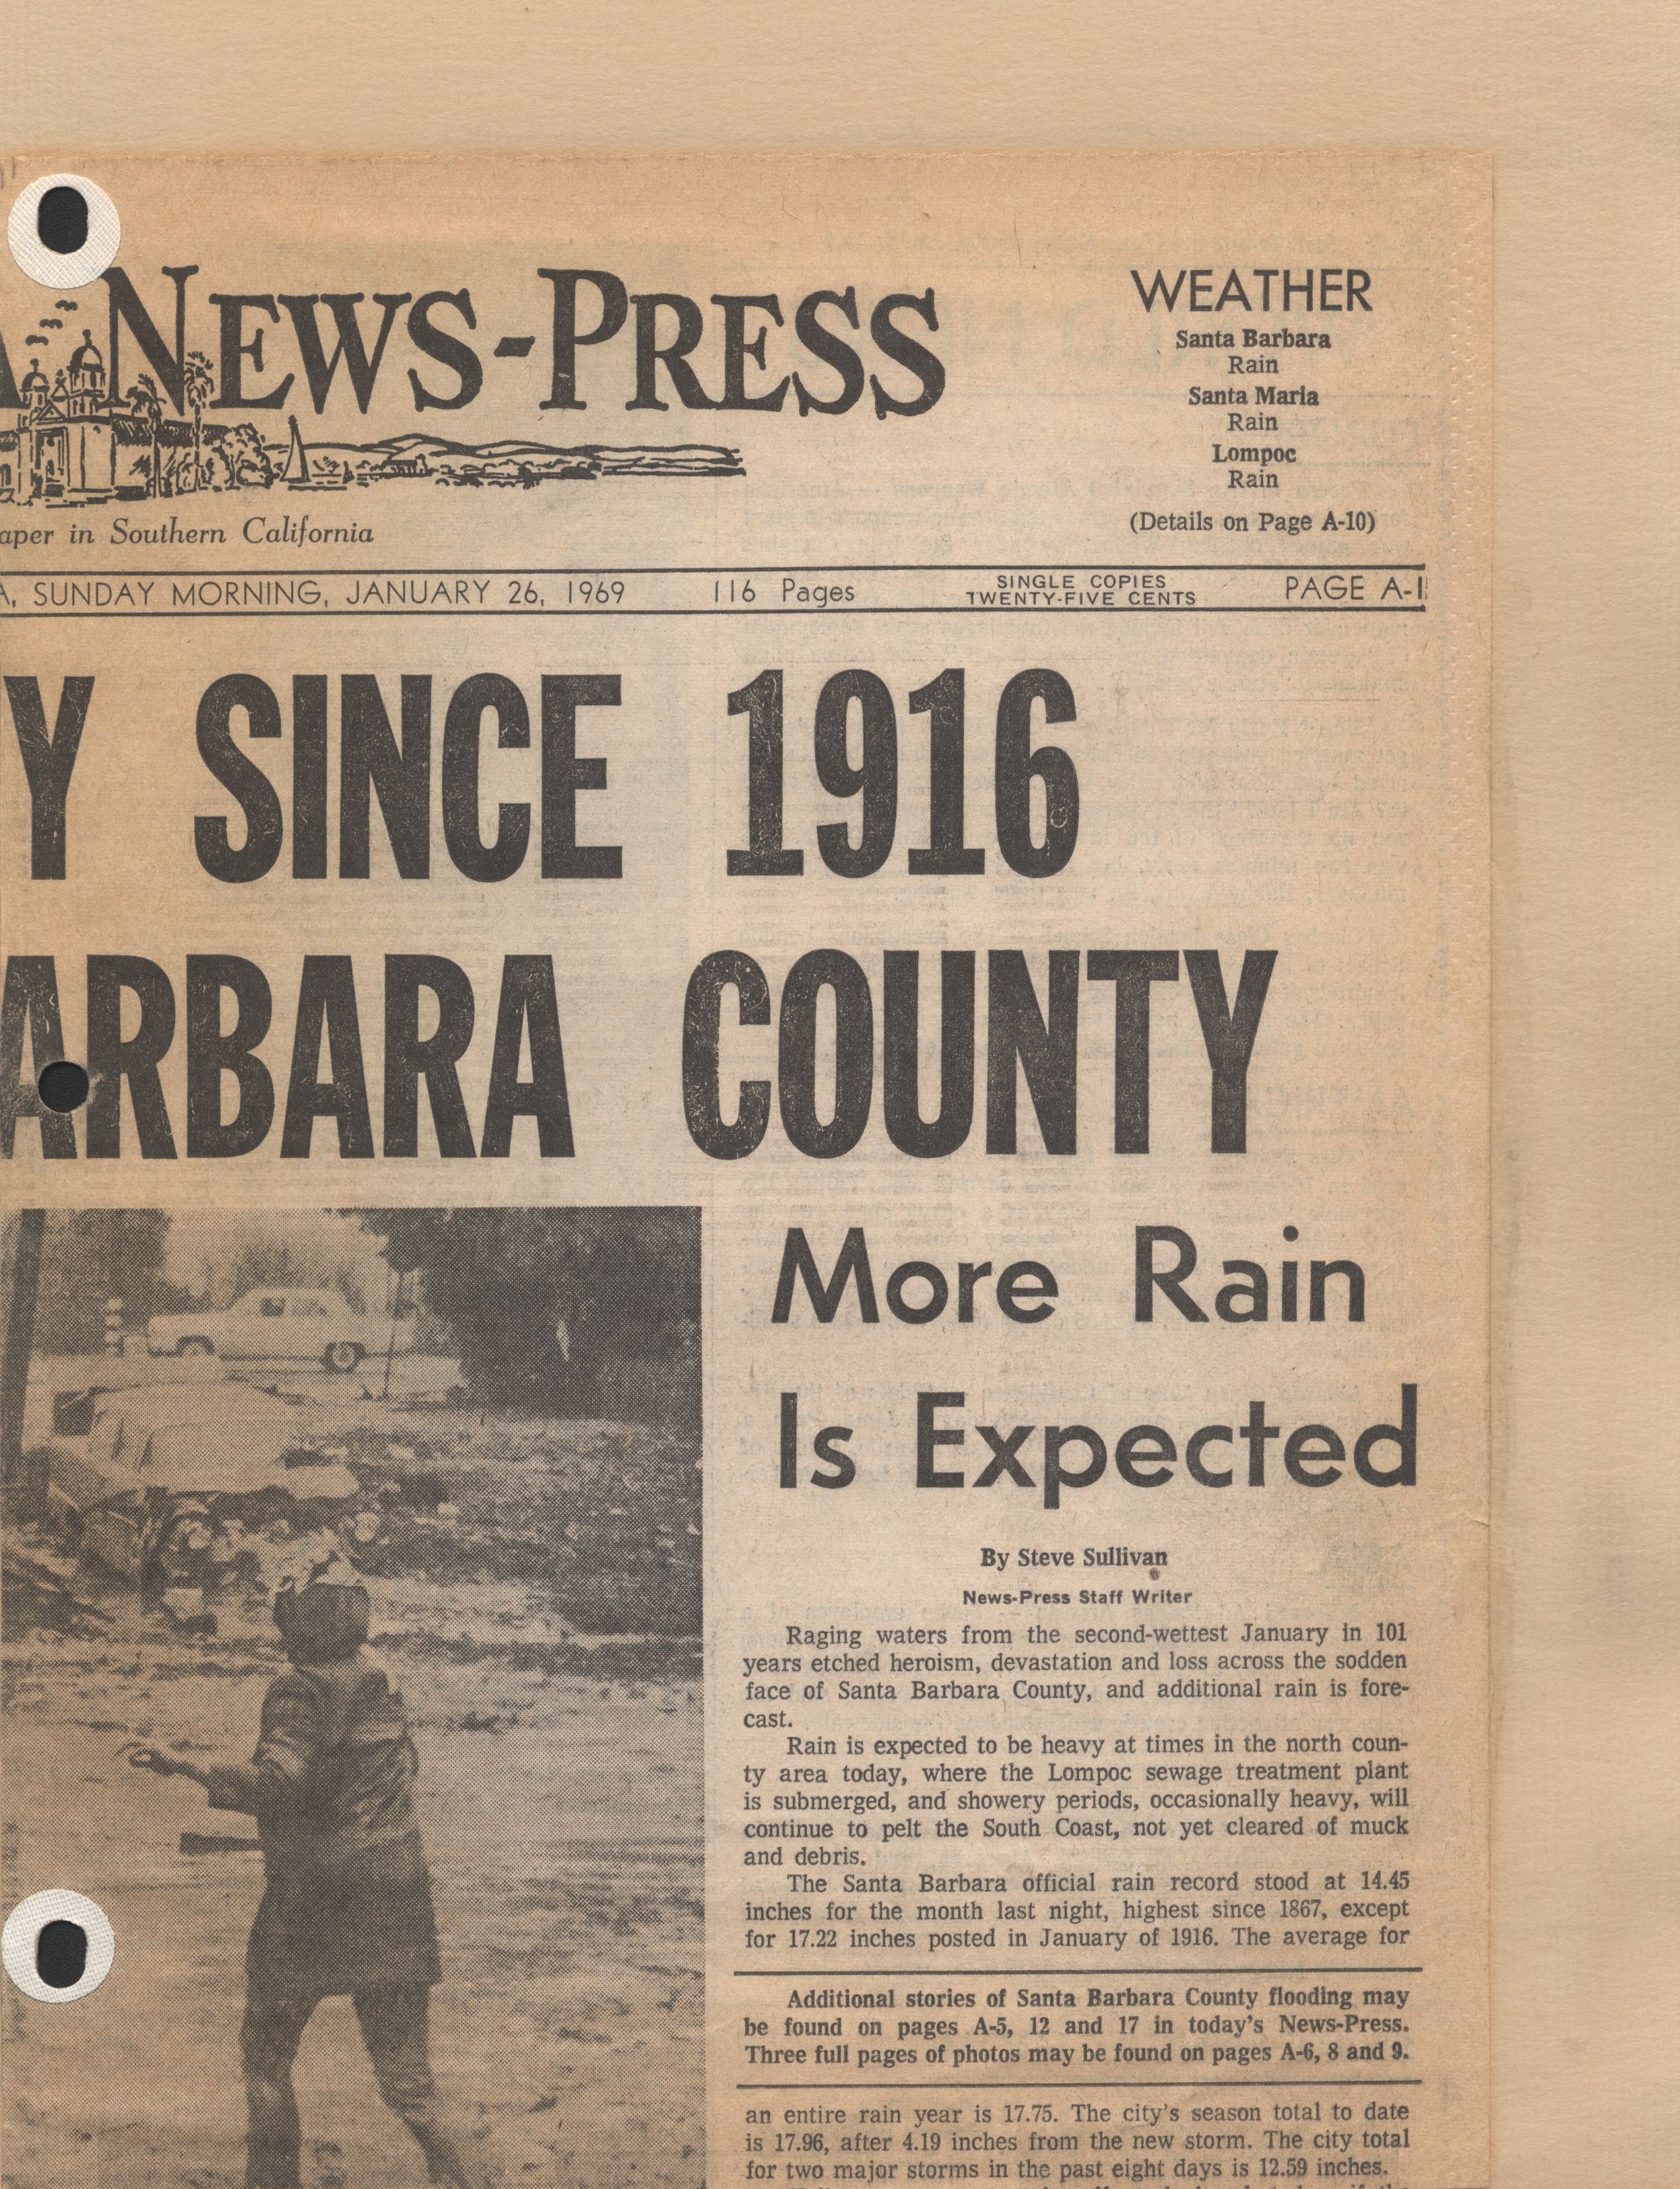 NEWS-PRESS
aper in Southern California
WEATHER
Santa Barbara
Rain
Santa Maria
Rain
Lompoc
Rain
(Details on Page A-10)
A, SUNDAY MORNING, JANUARY 26, 1969 116 Pages SINGLE COPIES TWENTY-FIVE CENTS PAGE A-1
Y SINCE 1916
ARBARA COUNTY
More Rain
Is Expected
By Steve Sullivan
News-Press Staff Writer
Raging waters from the second-wettest January in 101
years etched heroism, devastation and loss across the sodden
face of Santa Barbara County, and additional rain is fore-
cast.
Rain is expected to be heavy at times in the north coun-
ty area today, where the Lompoc sewage treatment plant
is submerged, and showery periods, occasionally heavy, will
continue to pelt the South Coast, not yet cleared of muck
and debris.
The Santa Barbara official rain record stood at 14.45
inches for the month last night, highest since 1867, except
for 17.22 inches posted in January of 1916. The average for
Additional stories of Santa Barbara County flooding may
be found on pages A-5, 12 and 17 in today's News-Press.
Three full pages of photos may be found on pages A-6, 8 and 9.
an entire rain year is 17.75. The city's season total to date
is 17.96, after 4.19 inches from the new storm. The city total
for two major storms in the past eight days is 12.59 inches.